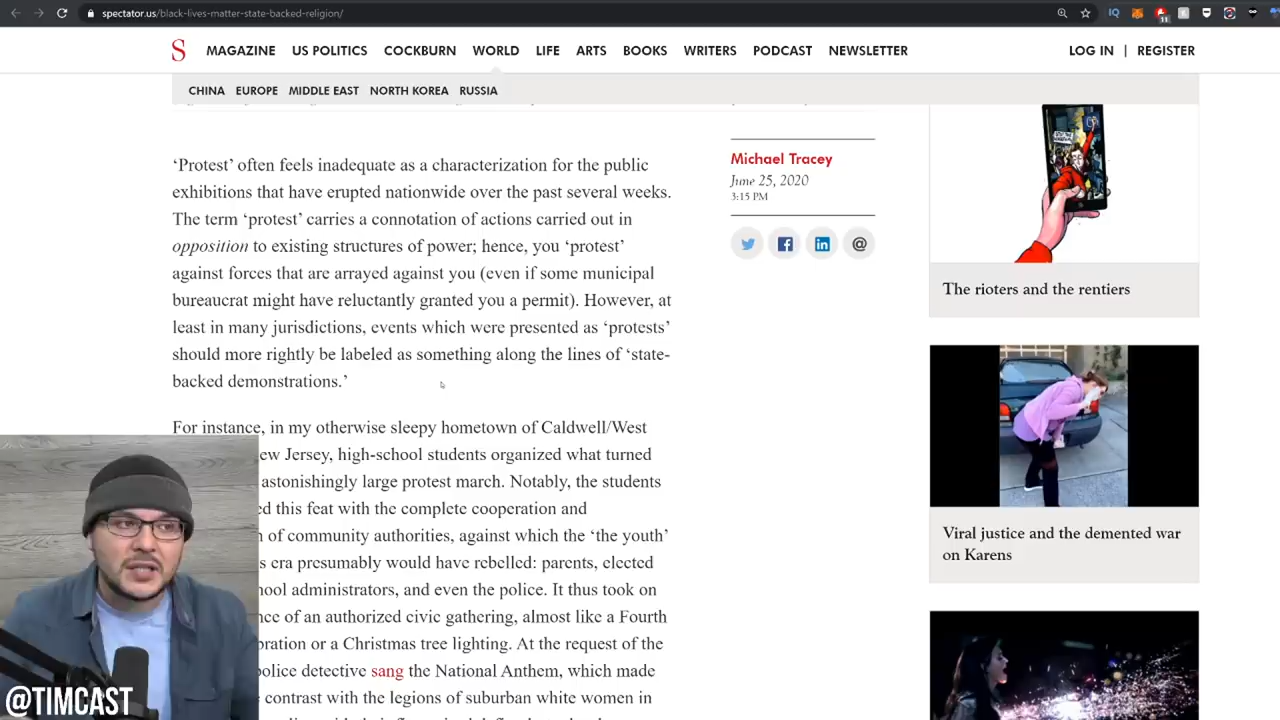 spectator.us/black-lives-matter-state-backed-religion/
IQ
11
S MAGAZINE US POLITICS COCKBURN WORLD LIFE ARTS BOOKS WRITERS PODCAST NEWSLETTER LOG IN | REGISTER
CHINA EUROPE MIDDLE EAST NORTH KOREA RUSSIA
‘Protest’ often feels inadequate as a characterization for the public
exhibitions that have erupted nationwide over the past several weeks.
The term ‘protest’ carries a connotation of actions carried out in
opposition to existing structures of power; hence, you ‘protest’
against forces that are arrayed against you (even if some municipal
bureaucrat might have reluctantly granted you a permit). However, at
least in many jurisdictions, events which were presented as ‘protests’
should more rightly be labeled as something along the lines of ‘state-
backed demonstrations.’
For instance, in my otherwise sleepy hometown of Caldwell/West
ew Jersey, high-school students organized what turned
astonishingly large protest march. Notably, the students
ed this feat with the complete cooperation and
n of community authorities, against which the ‘the youth’
s era presumably would have rebelled: parents, elected
hool administrators, and even the police. It thus took on
nce of an authorized civic gathering, almost like a Fourth
bration or a Christmas tree lighting. At the request of the
police detective sang the National Anthem, which made
contrast with the legions of suburban white women in
Michael Tracey
June 25, 2020
3:15 PM
The rioters and the rentiers
Viral justice and the demented war
on Karens
@TIMCAST